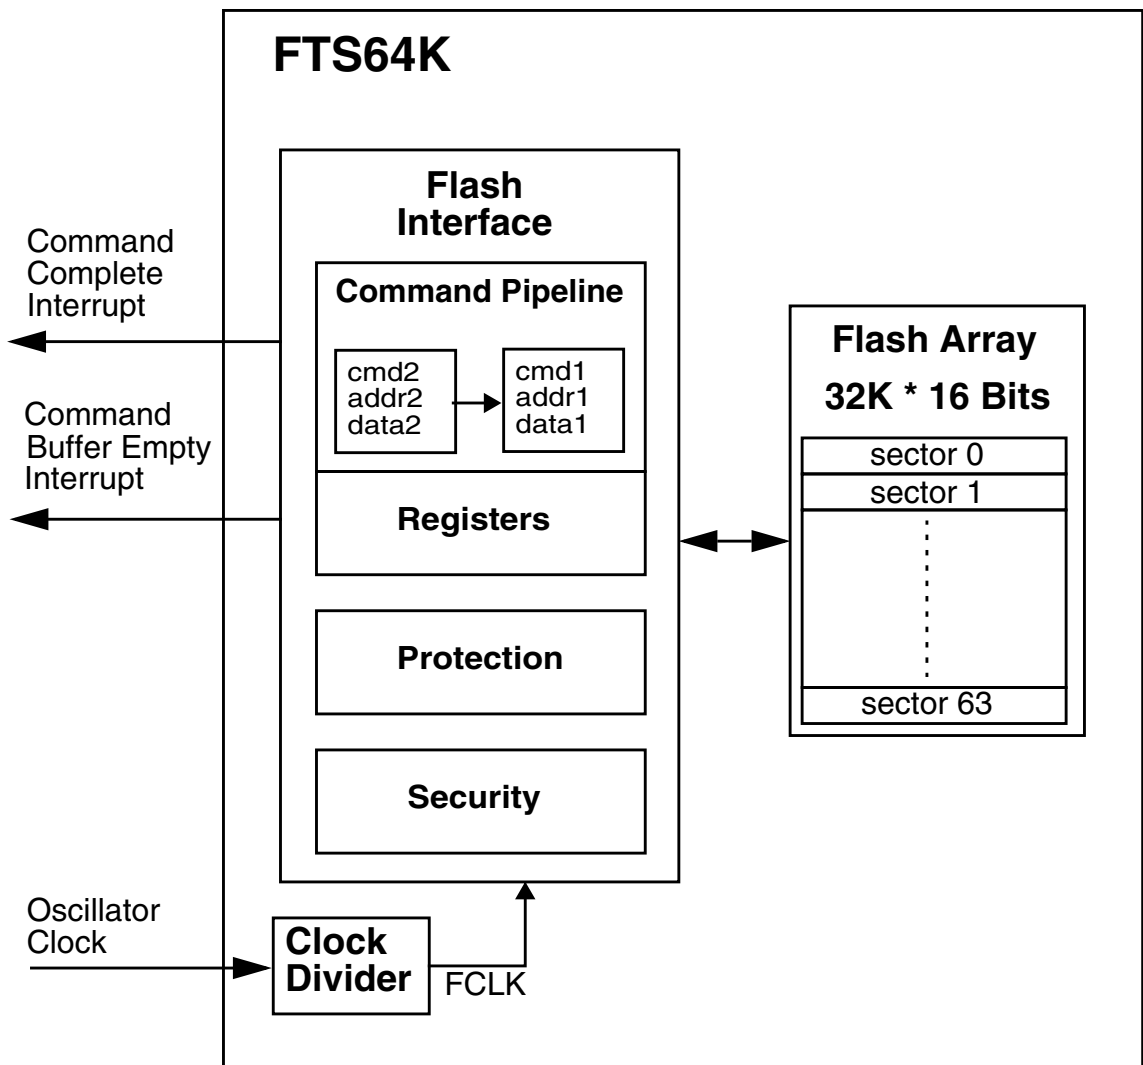 FTS64K
Flash
Interface
Command
Complete
Interrupt
Command Pipeline
cmd2
addr2
data2
cmd1
addr1
data1
Command
Buffer Empty
Interrupt
Registers
Protection
Security
Flash Array
32K * 16 Bits
sector 0
sector 1
sector 63
Oscillator
Clock
Clock
Divider
FCLK